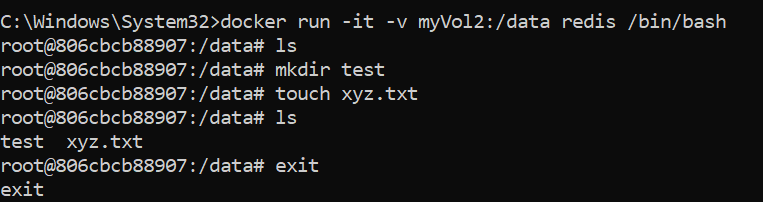 C:\Windows\System32>docker run -it -v myVol2:/data redis /bin/bash
root@806cbcb88907:/data# ls
root@806cbcb88907:/data# mkdir test
root@806cbcb88907:/data# touch xyz.txt
root@806cbcb88907:/data# ls
test  xyz.txt
root@806cbcb88907:/data# exit
exit